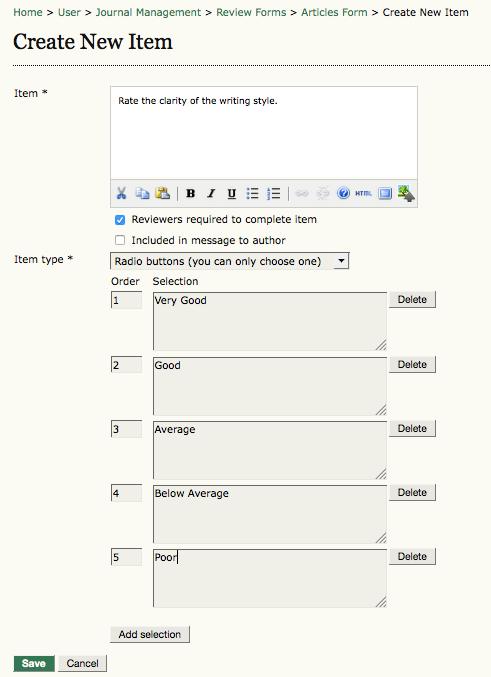 Home > User > Journal Management > Review Forms > Articles Form > Create New Item
Create New Item
Item *
Rate the clarity of the writing style.
B I U HTML
Reviewers required to complete item
Included in message to author
Item type * Radio buttons (you can only choose one)
Order Selection
1 Very Good Delete
2 Good Delete
3 Average Delete
4 Below Average Delete
5 Poor Delete
Add selection
Save Cancel